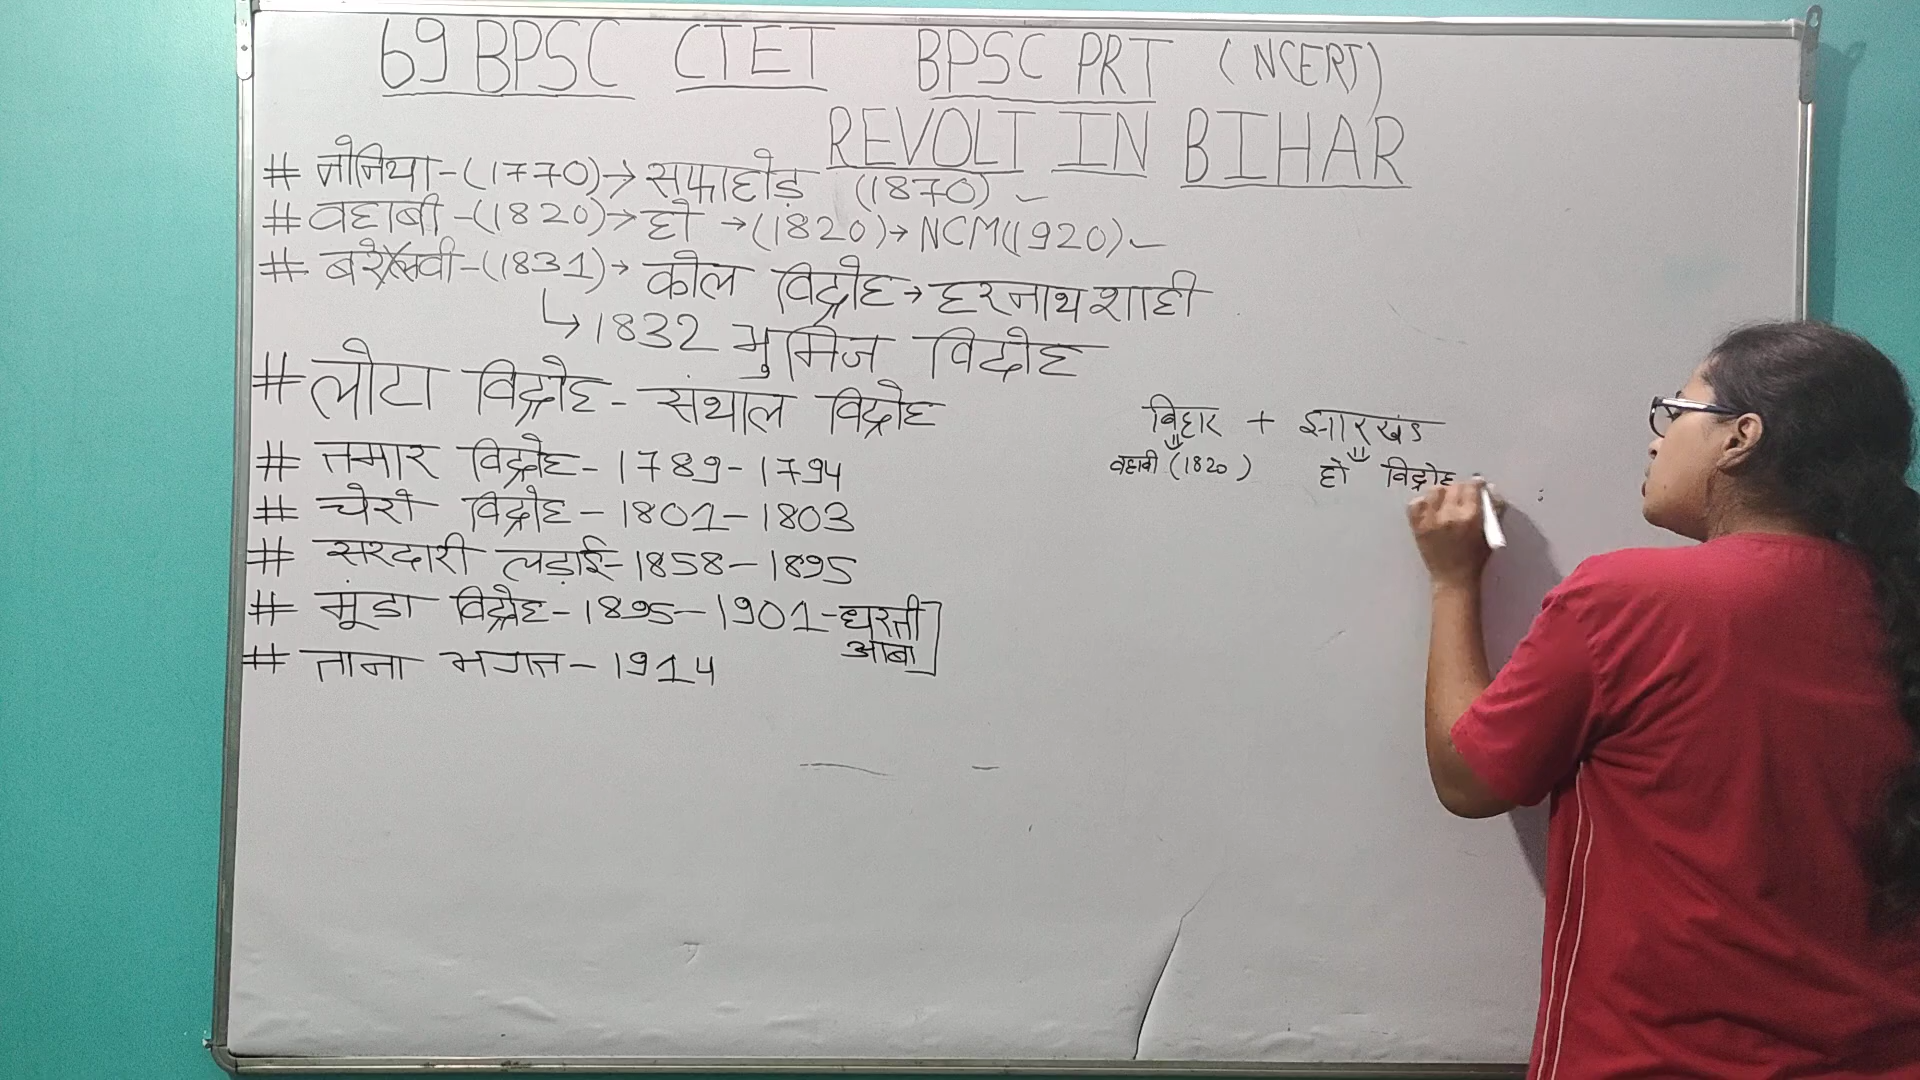 69 BPSC CTET BPSC PRT (NCERT)
REVOLT IN BIHAR
# नोनिया-(1770)→सफाहोड़ (1870)
# वहाबी-(1820)→हो→(1820)→NCM(1920)
# बरेलवी-(1831)→कोल विद्रोह→हरनाथ शाही
↳1832 भुमिज विद्रोह
# लोटा विद्रोह- संथाल विद्रोह
# तमार विद्रोह-1789-1794
# चेरो विद्रोह-1801-1803
# सरदारी लड़ाई-1858-1895
# मूंडा विद्रोह-1895-1901-धरती
आबा
# ताना भगत-1914
बिहार + झारखंड
वहाबी (1820) हो विद्रोह